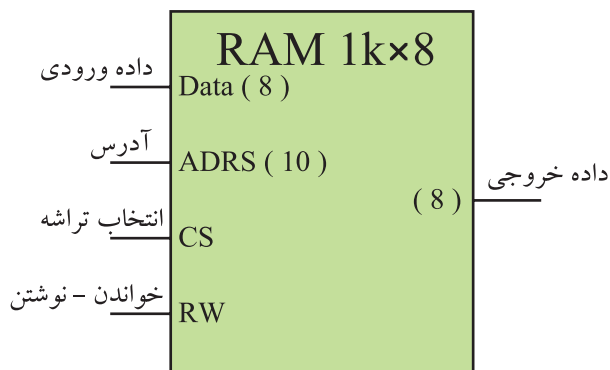 RAM 1k×8
داده ورودی
Data ( 8 )
آدرس
ADRS ( 10 )
داده خروجی
( 8 )
انتخاب تراشه
CS
خواندن – نوشتن
RW